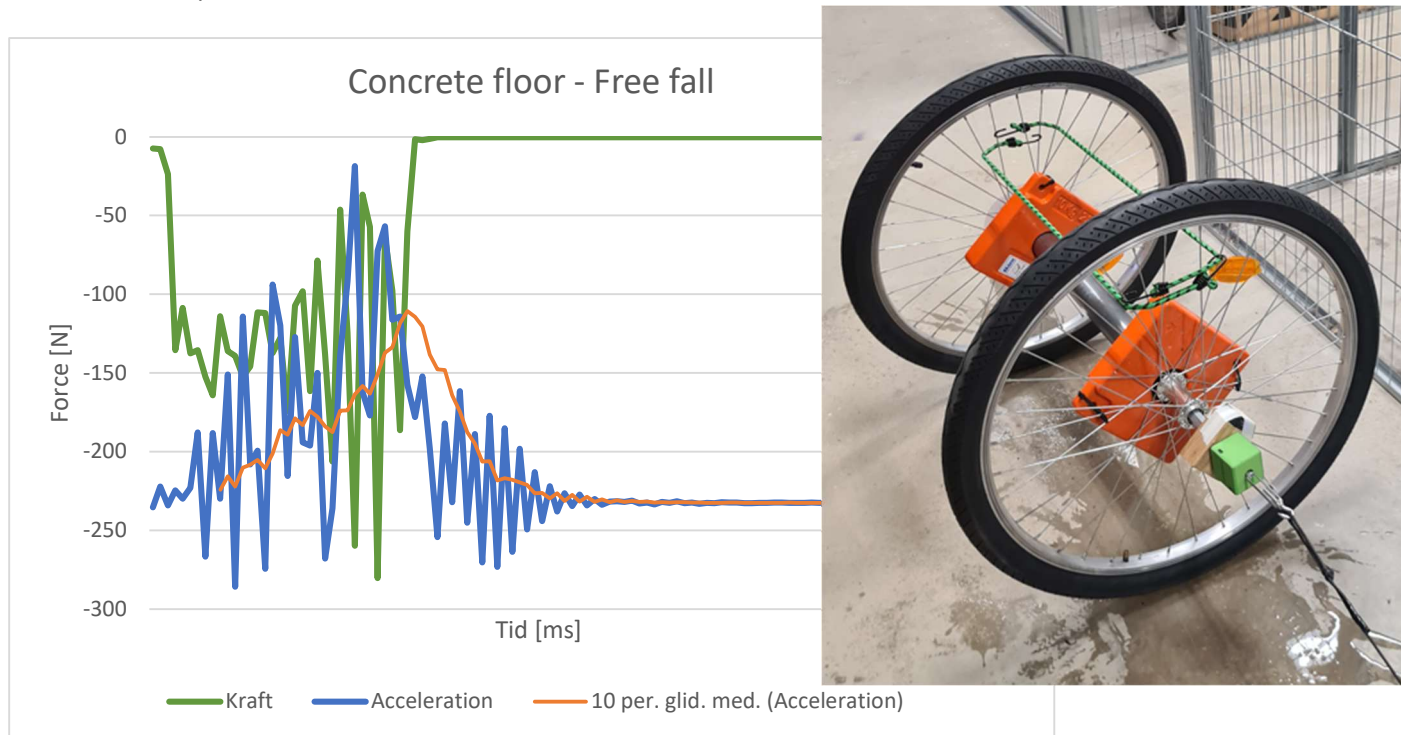 Concrete floor - Free fall
0
-50
-100
-150
-200
-250
-300
Force [N]
Tid [ms]
Kraft
Acceleration
10 per. glid. med. (Acceleration)